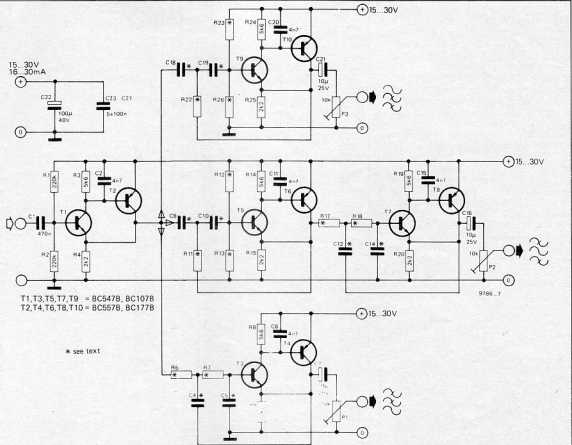 15...30V
R23 * R24 5k6 C20 4n7 T10
15...30V
16...30mA
C18 * C19 * T9 C21 10µ 25V
C22 100µ 40V C23 C27 5x100n
R22 * R26 * R25 2k2 10k P3
0
15...30V
R1 220k R3 5k6 C2 4n7 T2 R12 * R14 5k6 C11 4n7 T6 R19 5k6 C15 4n7 T8
C1 470n T1 C9 * C10 * T5 R17 * R18 * T7 C16 10µ 25V
R2 220k R4 2k2 R11 * R13 * R15 2k2 C13 * C14 * R20 2k2 10k P2
0
9786...7
T1,T3,T5,T7,T9 = BC547B, BC107B
T2,T4,T6,T8,T10 = BC557B, BC177B
15...30V
* see text
R8 5k6 C6 4n7 T4
R6 * R7 * T3
C4 * C5 * P1
0